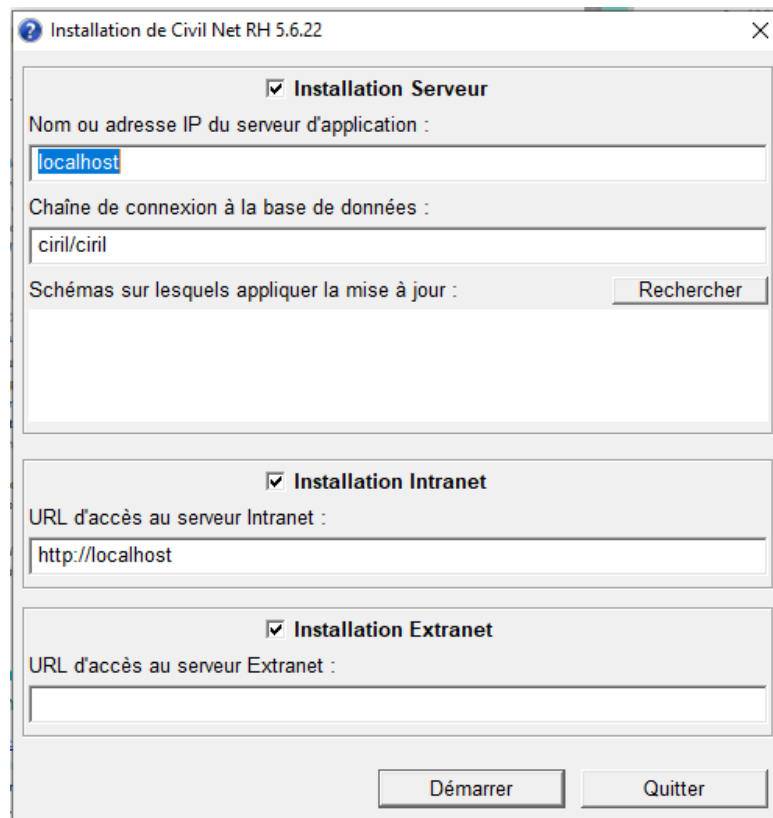 Installation de Civil Net RH 5.6.22
Installation Serveur
Nom ou adresse IP du serveur d'application :
localhost
Chaîne de connexion à la base de données :
ciril/ciril
Schémas sur lesquels appliquer la mise à jour :
Rechercher
Installation Intranet
URL d'accès au serveur Intranet :
http://localhost
Installation Extranet
URL d'accès au serveur Extranet :
Démarrer
Quitter